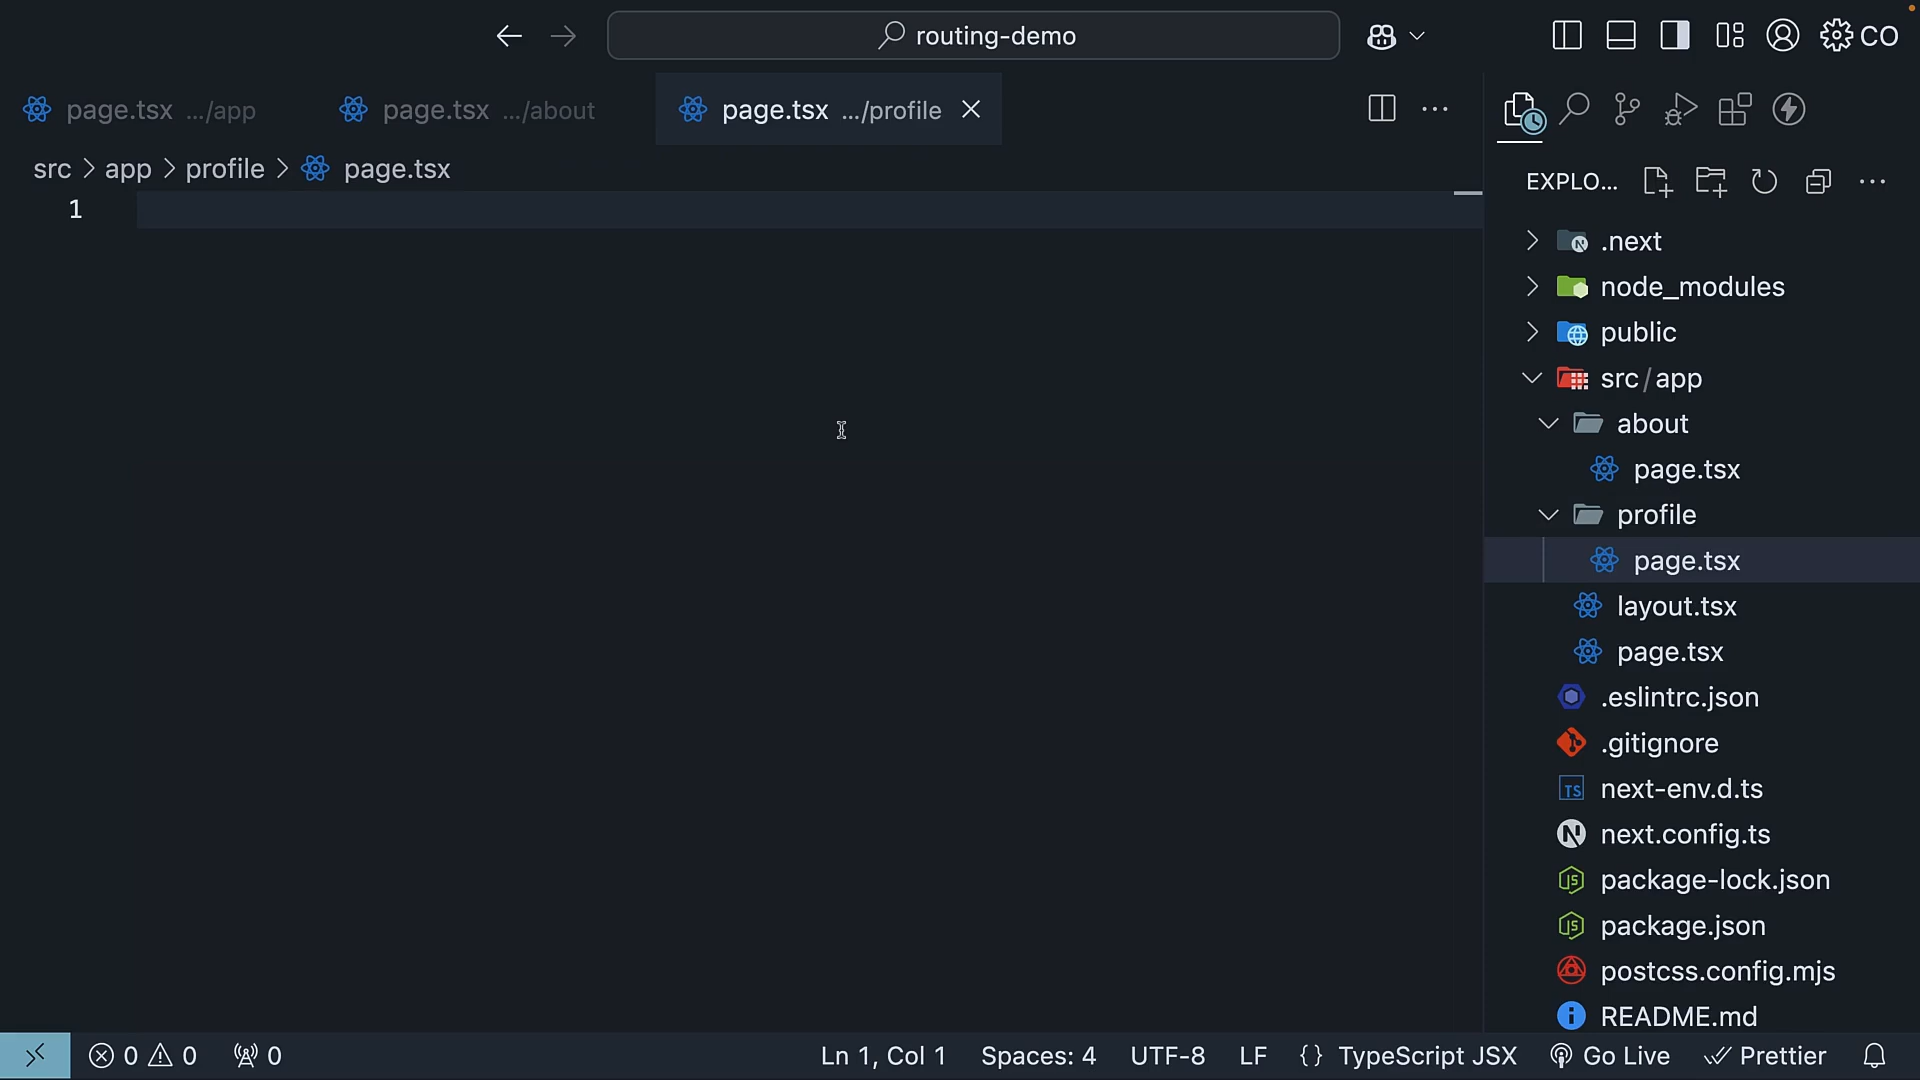 routing-demo
CO
page.tsx .../app
page.tsx .../about
page.tsx .../profile
src > app > profile > page.tsx
1
EXPLO...
.next
node_modules
public
src/app
about
page.tsx
profile
page.tsx
layout.tsx
page.tsx
.eslintrc.json
.gitignore
next-env.d.ts
next.config.ts
package-lock.json
package.json
postcss.config.mjs
README.md
0 0 0
Ln 1, Col 1 Spaces: 4 UTF-8 LF {} TypeScript JSX Go Live Prettier